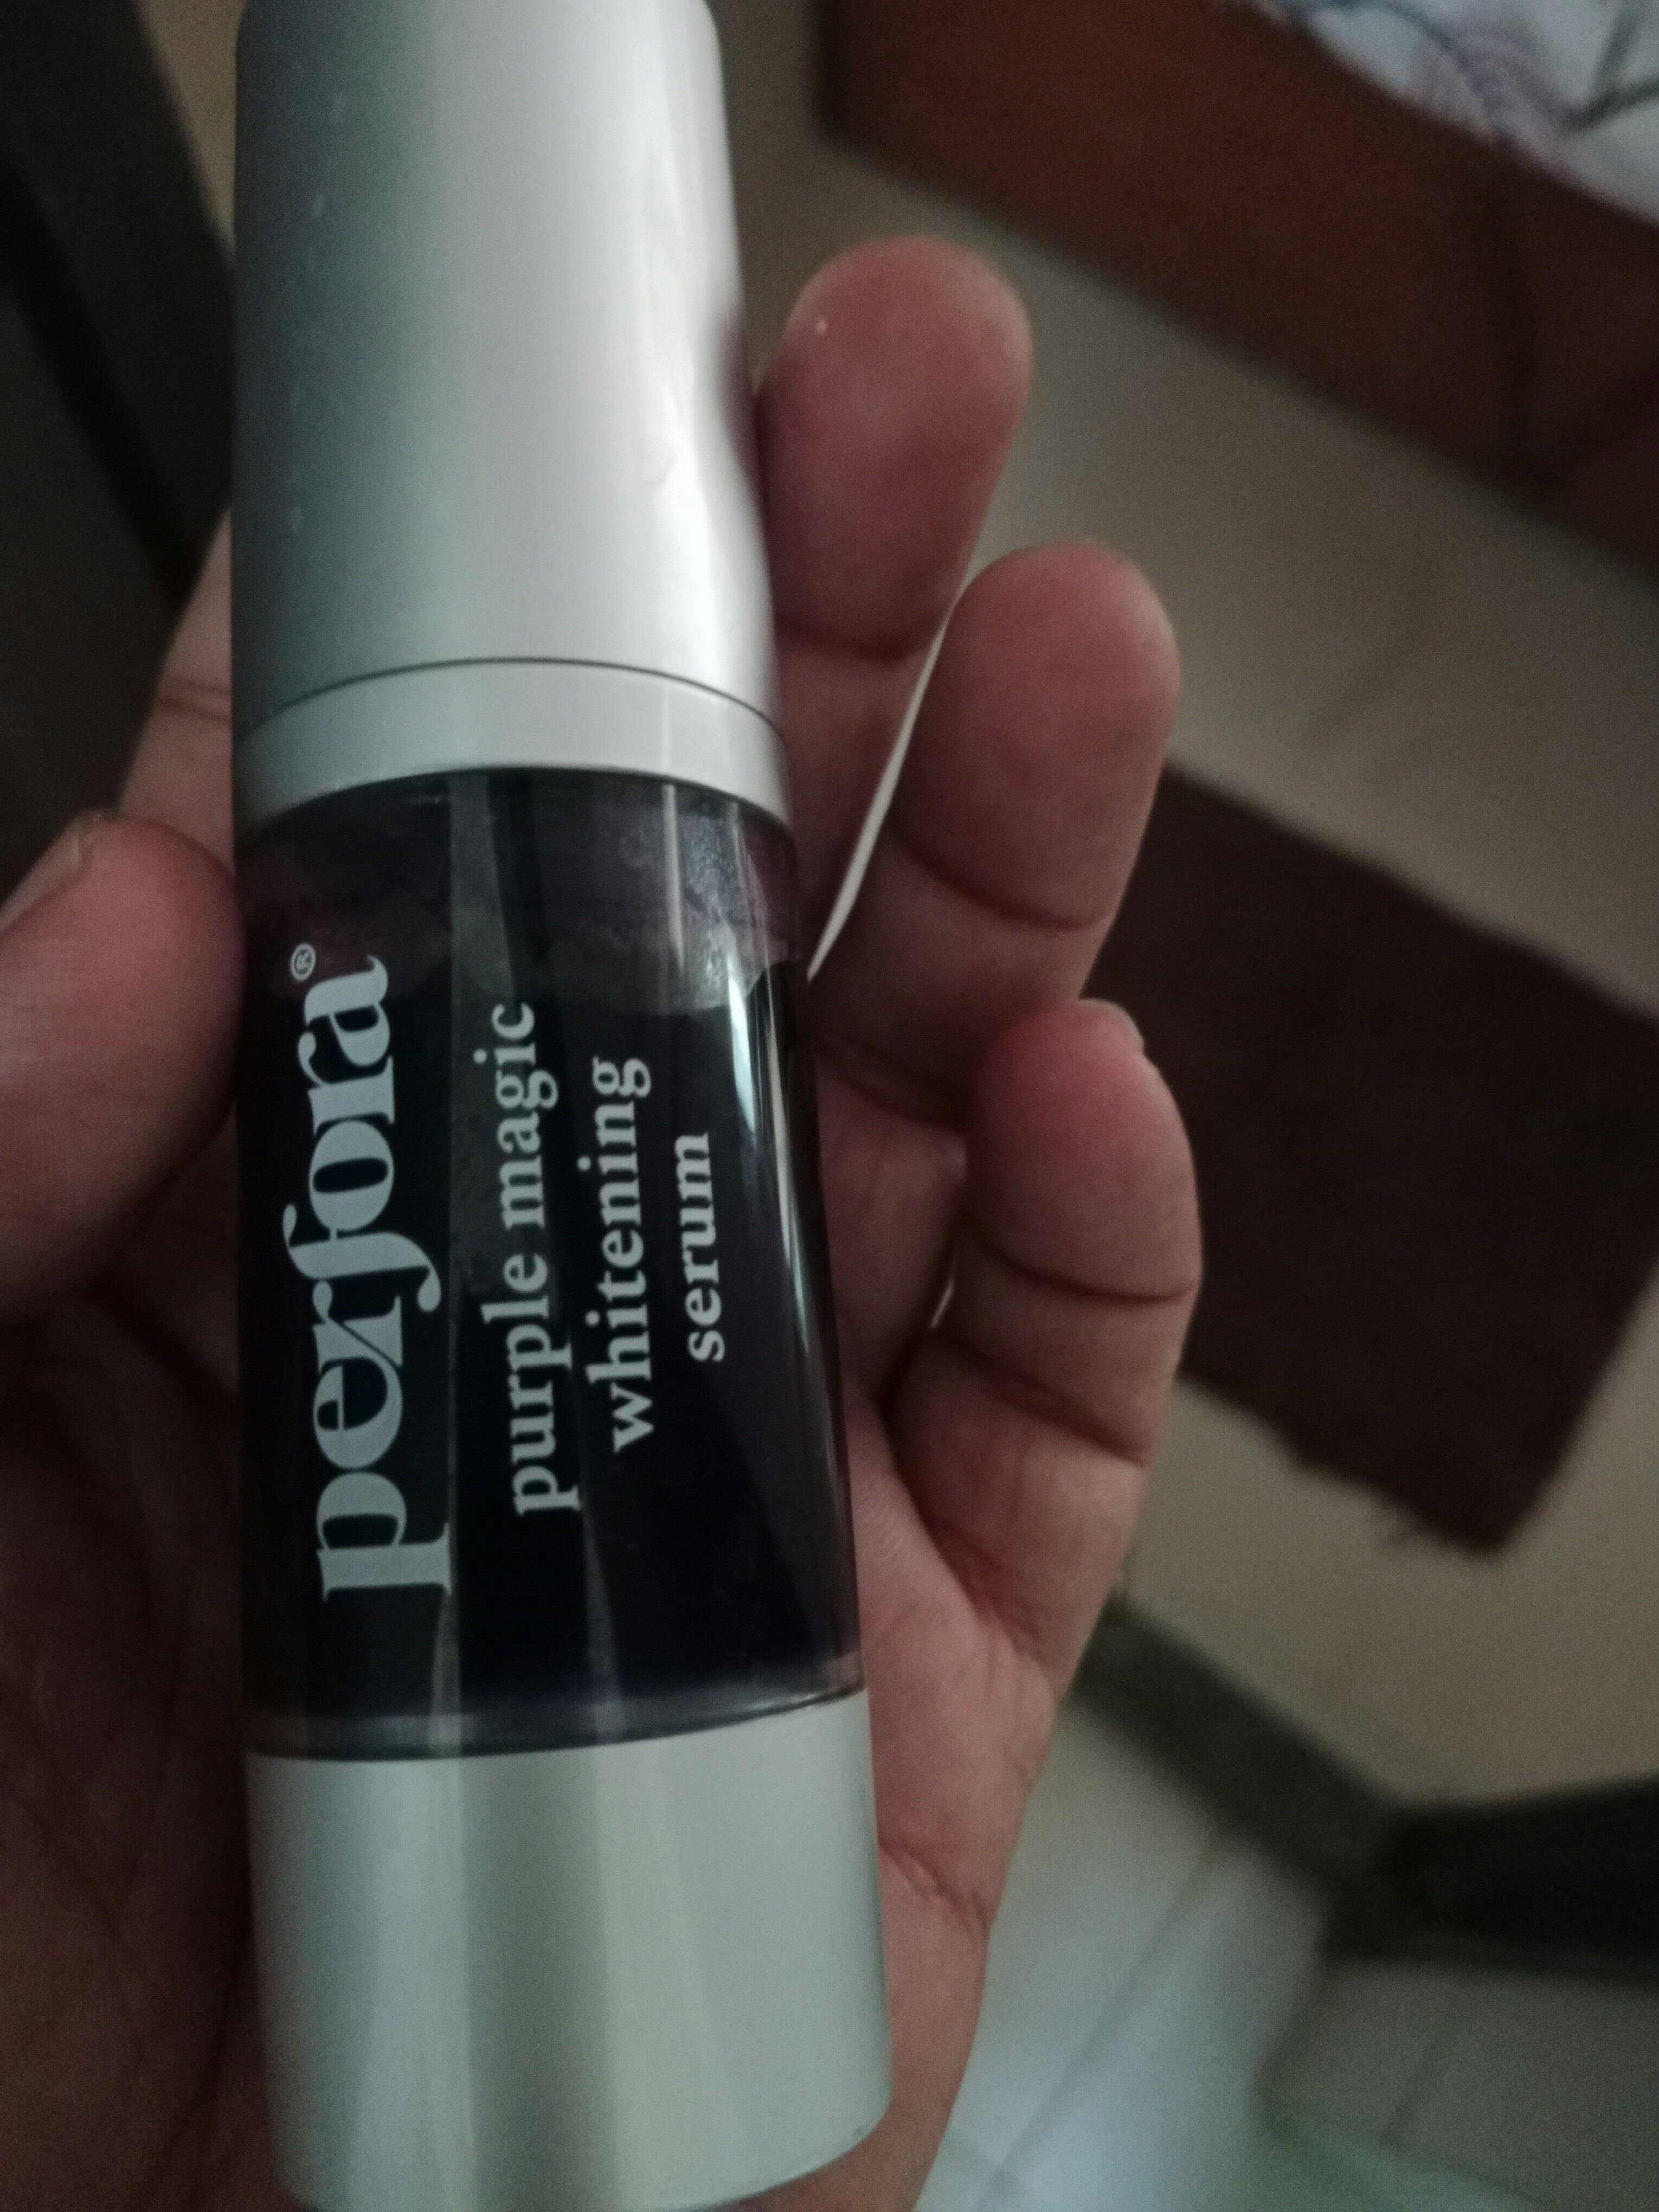 perfora®
purple magic
whitening
serum